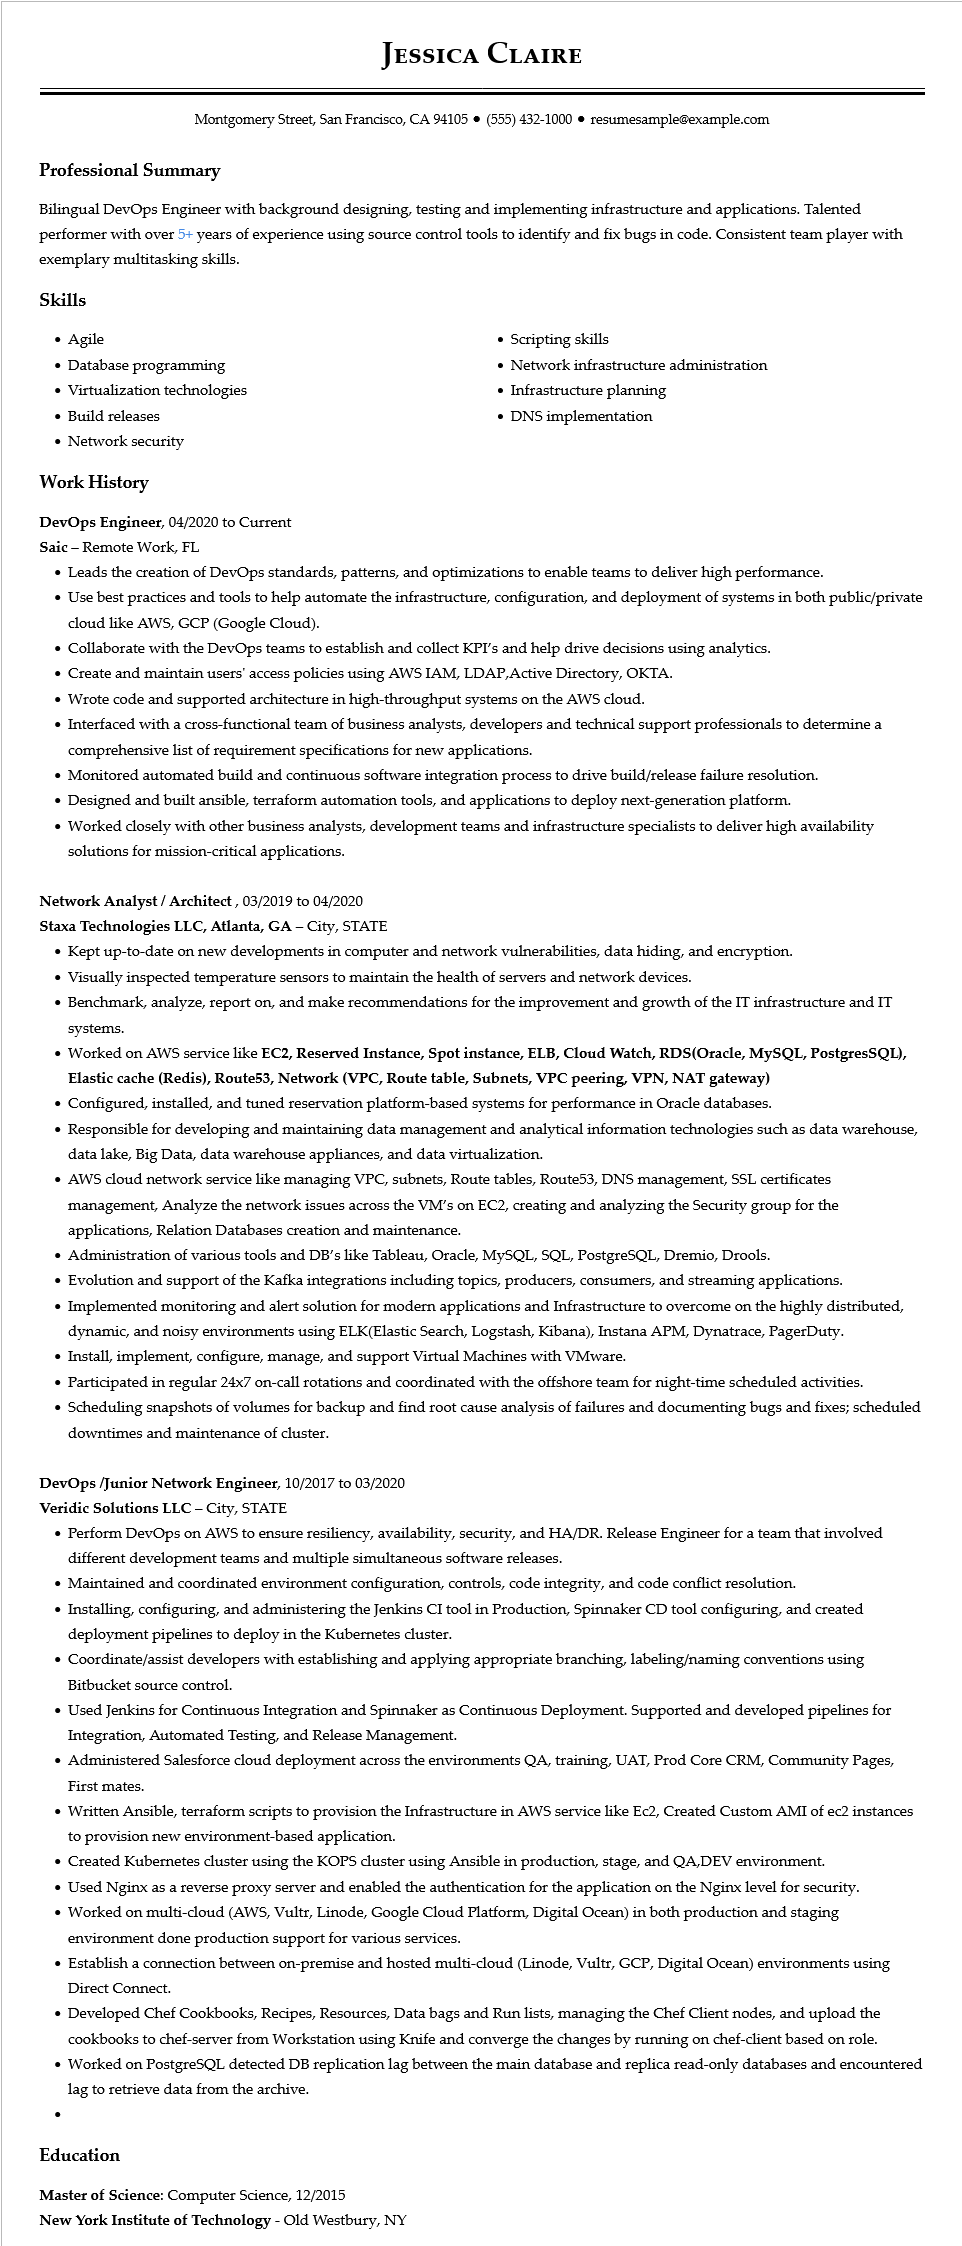 Jessica Claire
Montgomery Street, San Francisco, CA 94105 ● (555) 432-1000 ● resumesample@example.com
Professional Summary
Bilingual DevOps Engineer with background designing, testing and implementing infrastructure and applications. Talented
performer with over 5+ years of experience using source control tools to identify and fix bugs in code. Consistent team player with
exemplary multitasking skills.
Skills
• Agile
• Database programming
• Virtualization technologies
• Build releases
• Network security
• Scripting skills
• Network infrastructure administration
• Infrastructure planning
• DNS implementation
Work History
DevOps Engineer, 04/2020 to Current
Saic – Remote Work, FL
• Leads the creation of DevOps standards, patterns, and optimizations to enable teams to deliver high performance.
• Use best practices and tools to help automate the infrastructure, configuration, and deployment of systems in both public/private
cloud like AWS, GCP (Google Cloud).
• Collaborate with the DevOps teams to establish and collect KPI's and help drive decisions using analytics.
• Create and maintain users' access policies using AWS IAM, LDAP,Active Directory, OKTA.
• Wrote code and supported architecture in high-throughput systems on the AWS cloud.
• Interfaced with a cross-functional team of business analysts, developers and technical support professionals to determine a
comprehensive list of requirement specifications for new applications.
• Monitored automated build and continuous software integration process to drive build/release failure resolution.
• Designed and built ansible, terraform automation tools, and applications to deploy next-generation platform.
• Worked closely with other business analysts, development teams and infrastructure specialists to deliver high availability
solutions for mission-critical applications.
Network Analyst / Architect , 03/2019 to 04/2020
Staxa Technologies LLC, Atlanta, GA – City, STATE
• Kept up-to-date on new developments in computer and network vulnerabilities, data hiding, and encryption.
• Visually inspected temperature sensors to maintain the health of servers and network devices.
• Benchmark, analyze, report on, and make recommendations for the improvement and growth of the IT infrastructure and IT
systems.
• Worked on AWS service like EC2, Reserved Instance, Spot instance, ELB, Cloud Watch, RDS(Oracle, MySQL, PostgresSQL),
Elastic cache (Redis), Route53, Network (VPC, Route table, Subnets, VPC peering, VPN, NAT gateway)
• Configured, installed, and tuned reservation platform-based systems for performance in Oracle databases.
• Responsible for developing and maintaining data management and analytical information technologies such as data warehouse,
data lake, Big Data, data warehouse appliances, and data virtualization.
• AWS cloud network service like managing VPC, subnets, Route tables, Route53, DNS management, SSL certificates
management, Analyze the network issues across the VM's on EC2, creating and analyzing the Security group for the
applications, Relation Databases creation and maintenance.
• Administration of various tools and DB's like Tableau, Oracle, MySQL, SQL, PostgreSQL, Dremio, Drools.
• Evolution and support of the Kafka integrations including topics, producers, consumers, and streaming applications.
• Implemented monitoring and alert solution for modern applications and Infrastructure to overcome on the highly distributed,
dynamic, and noisy environments using ELK(Elastic Search, Logstash, Kibana), Instana APM, Dynatrace, PagerDuty.
• Install, implement, configure, manage, and support Virtual Machines with VMware.
• Participated in regular 24x7 on-call rotations and coordinated with the offshore team for night-time scheduled activities.
• Scheduling snapshots of volumes for backup and find root cause analysis of failures and documenting bugs and fixes; scheduled
downtimes and maintenance of cluster.
DevOps /Junior Network Engineer, 10/2017 to 03/2020
Veridic Solutions LLC – City, STATE
• Perform DevOps on AWS to ensure resiliency, availability, security, and HA/DR. Release Engineer for a team that involved
different development teams and multiple simultaneous software releases.
• Maintained and coordinated environment configuration, controls, code integrity, and code conflict resolution.
• Installing, configuring, and administering the Jenkins CI tool in Production, Spinnaker CD tool configuring, and created
deployment pipelines to deploy in the Kubernetes cluster.
• Coordinate/assist developers with establishing and applying appropriate branching, labeling/naming conventions using
Bitbucket source control.
• Used Jenkins for Continuous Integration and Spinnaker as Continuous Deployment. Supported and developed pipelines for
Integration, Automated Testing, and Release Management.
• Administered Salesforce cloud deployment across the environments QA, training, UAT, Prod Core CRM, Community Pages,
First mates.
• Written Ansible, terraform scripts to provision the Infrastructure in AWS service like Ec2, Created Custom AMI of ec2 instances
to provision new environment-based application.
• Created Kubernetes cluster using the KOPS cluster using Ansible in production, stage, and QA,DEV environment.
• Used Nginx as a reverse proxy server and enabled the authentication for the application on the Nginx level for security.
• Worked on multi-cloud (AWS, Vultr, Linode, Google Cloud Platform, Digital Ocean) in both production and staging
environment done production support for various services.
• Establish a connection between on-premise and hosted multi-cloud (Linode, Vultr, GCP, Digital Ocean) environments using
Direct Connect.
• Developed Chef Cookbooks, Recipes, Resources, Data bags and Run lists, managing the Chef Client nodes, and upload the
cookbooks to chef-server from Workstation using Knife and converge the changes by running on chef-client based on role.
• Worked on PostgreSQL detected DB replication lag between the main database and replica read-only databases and encountered
lag to retrieve data from the archive.
•
Education
Master of Science: Computer Science, 12/2015
New York Institute of Technology - Old Westbury, NY